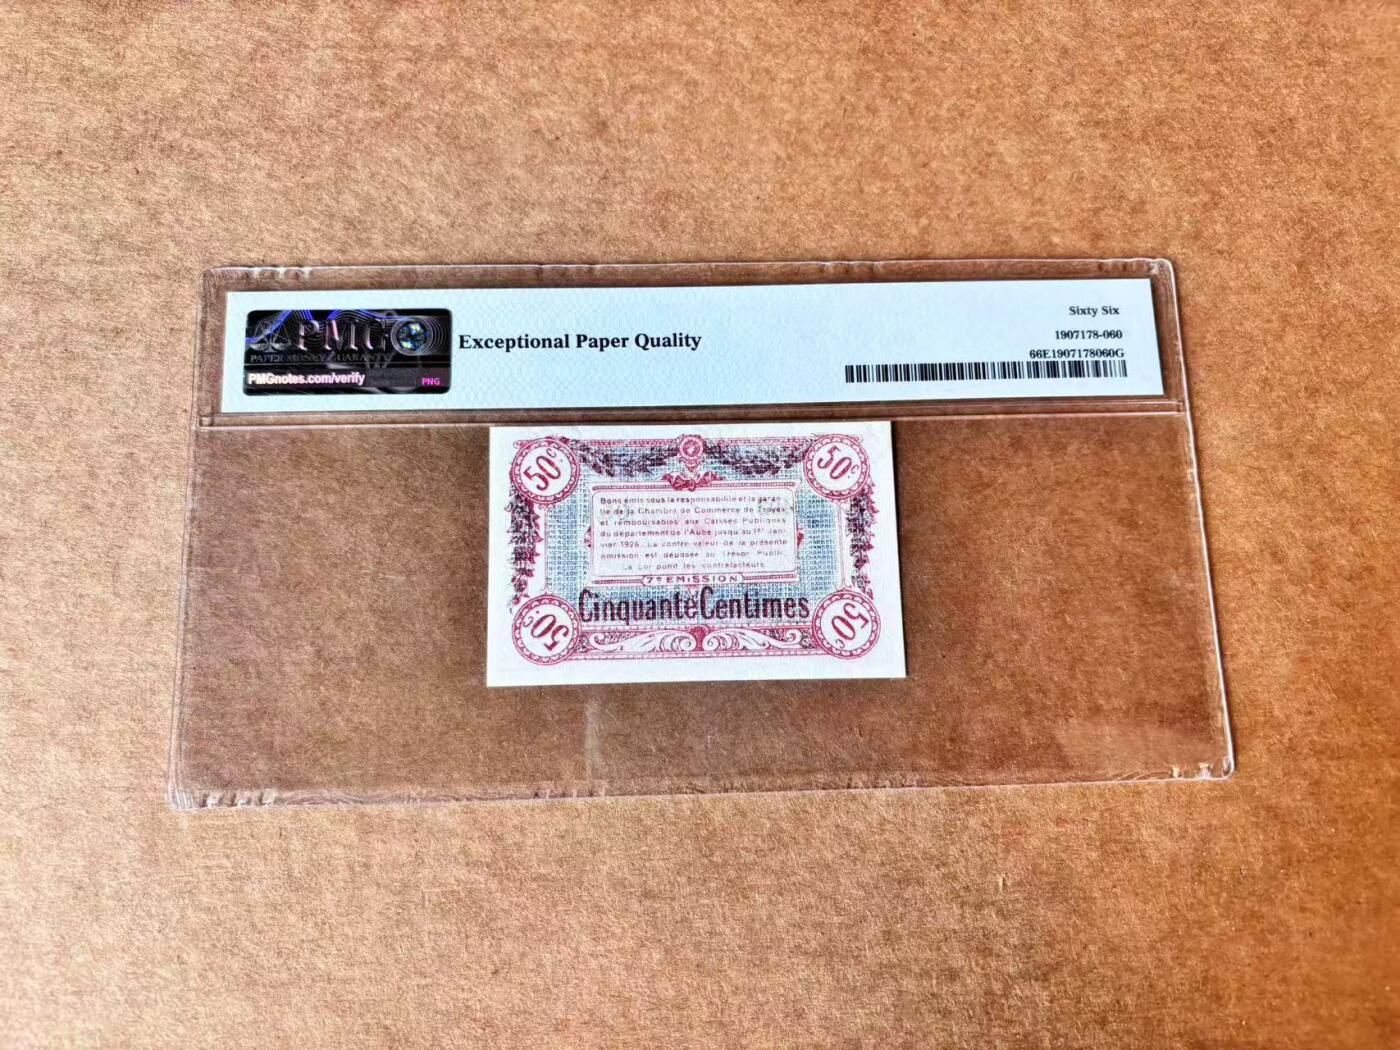 PMG
PAPER MONEY GUARANTY
PMGnotes.com/verify
PNG
Exceptional Paper Quality
Sixty Six
1907178-060
66E1907178060G
50c.
50c
Bons émis sous la responsabilité et la garan
tie de la Chambre de Commerce de Troyes
et remboursables aux Caisses Publiques
du département de l'Aube jusqu'au 1er Jan
vier 1926. La contre-valeur de la présente
émission est déposée au Trésor Public.
La Loi punit les contrefacteurs.
7e EMISSION
Cinquante Centimes
50c.
50c